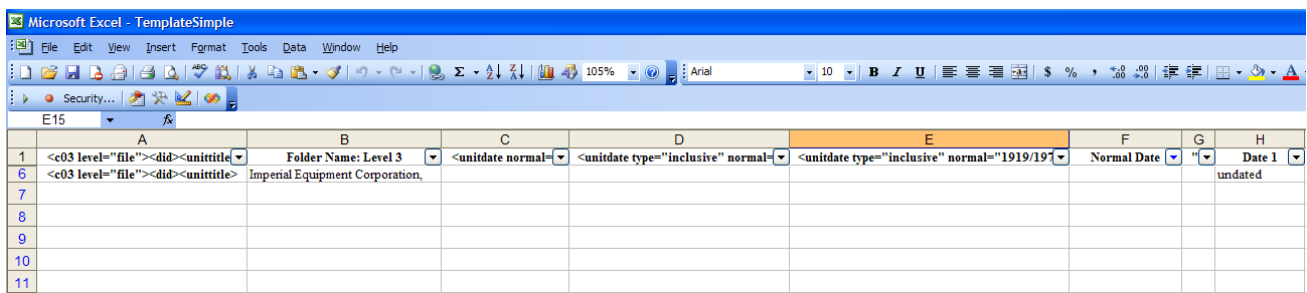 Microsoft Excel - TemplateSimple
File Edit View Insert Format Tools Data Window Help
105% Arial 10 B I U $ % ,
Security...
E15 fx
A B C D E F G H
1 <c03 level="file"><did><unittitle Folder Name: Level 3 <unitdate normal= <unitdate type="inclusive" normal= <unitdate type="inclusive" normal="1919/197 Normal Date " Date 1
6 <c03 level="file"><did><unittitle> Imperial Equipment Corporation, undated
7
8
9
10
11